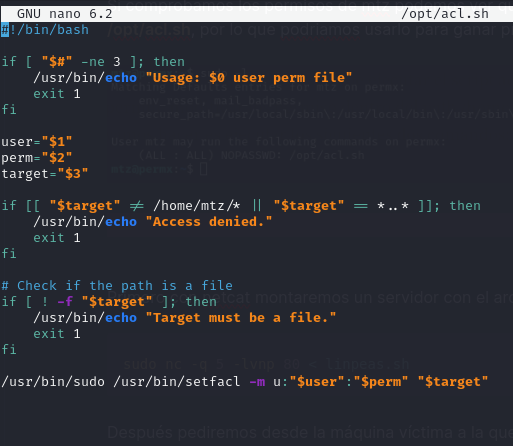 GNU nano 6.2 /opt/acl.sh
#!/bin/bash
if [ "$#" -ne 3 ]; then
    /usr/bin/echo "Usage: $0 user perm file"
    exit 1
fi
user="$1"
perm="$2"
target="$3"
if [[ "$target" != /home/mtz/* || "$target" == *..* ]]; then
    /usr/bin/echo "Access denied."
    exit 1
fi
# Check if the path is a file
if [ ! -f "$target" ]; then
    /usr/bin/echo "Target must be a file."
    exit 1
fi
/usr/bin/sudo /usr/bin/setfacl -m u:"$user":"$perm" "$target"